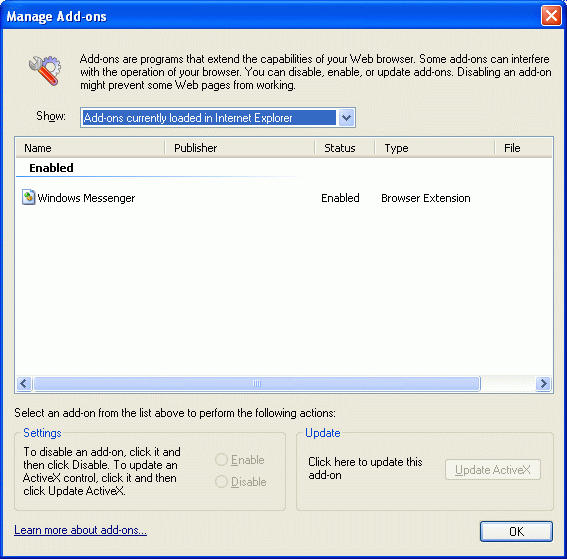 Manage Add-ons
Add-ons are programs that extend the capabilities of your Web browser. Some add-ons can interfere
with the operation of your browser. You can disable, enable, or update add-ons. Disabling an add-on
might prevent some Web pages from working.
Show: Add-ons currently loaded in Internet Explorer
Name Publisher Status Type File
Enabled
Windows Messenger Enabled Browser Extension
Select an add-on from the list above to perform the following actions:
Settings
To disable an add-on, click it and
then click Disable. To update an
ActiveX control, click it and then
click Update ActiveX.
Enable
Disable
Update
Click here to update this
add-on
Update ActiveX
Learn more about add-ons...
OK